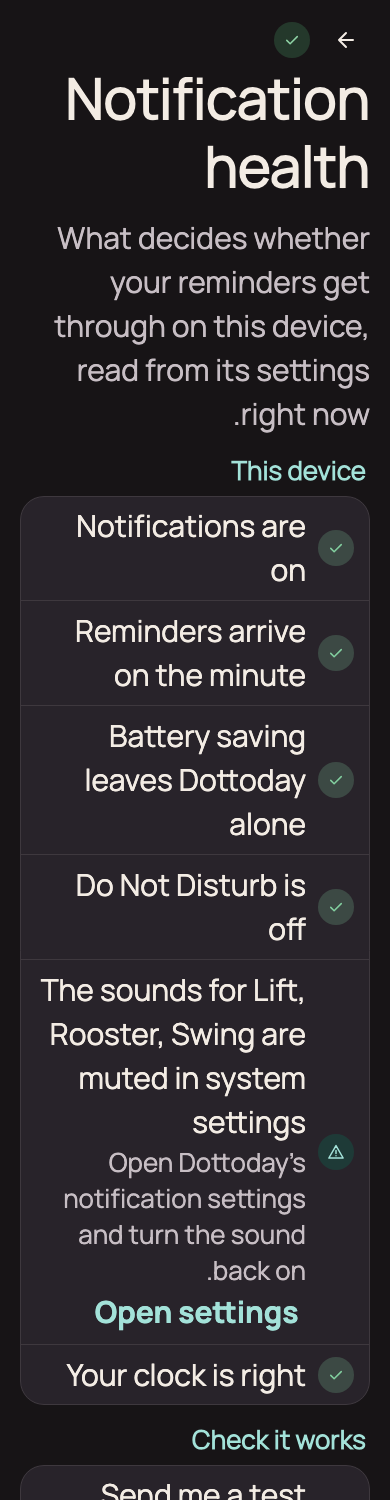 Notification
health
What decides whether
your reminders get
through on this device,
read from its settings
.right now
This device
Notifications are
on
Reminders arrive
on the minute
Battery saving
leaves Dottoday
alone
Do Not Disturb is
off
The sounds for Lift,
Rooster, Swing are
muted in system
settings
Open Dottoday's
notification settings
and turn the sound
.back on
Open settings
Your clock is right
Check it works
Send me a test